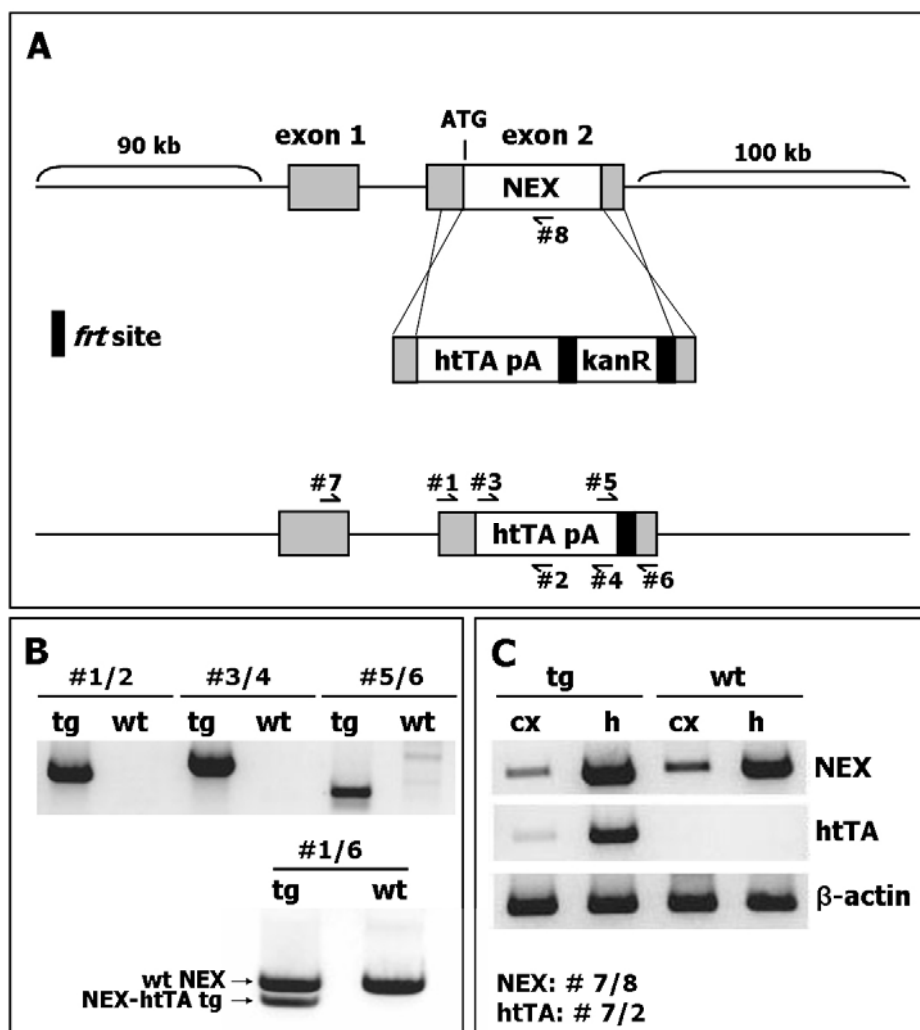 A
90 kb
exon 1
ATG
exon 2
100 kb
NEX
#8
frt site
htTA pA
kanR
#7
#1
#3
#5
htTA pA
#2
#4
#6
B
#1/2
#3/4
#5/6
tg wt tg wt tg wt
#1/6
tg wt
wt NEX
NEX-htTA tg
C
tg wt
cx h cx h
NEX
htTA
β-actin
NEX: # 7/8
htTA: # 7/2